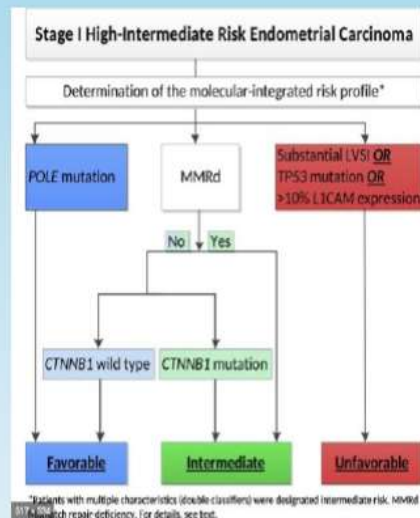 Stage I High-Intermediate Risk Endometrial Carcinoma
Determination of the molecular-integrated risk profile*
POLE mutation
MMRd
Substantial LVSI OR
TP53 mutation OR
>10% L1CAM expression
No
Yes
CTNNB1 wild type
CTNNB1 mutation
Favorable
Intermediate
Unfavorable
*Patients with multiple characteristics (double classifiers) were designated intermediate risk. MMRd
repair deficiency. For details, see text.